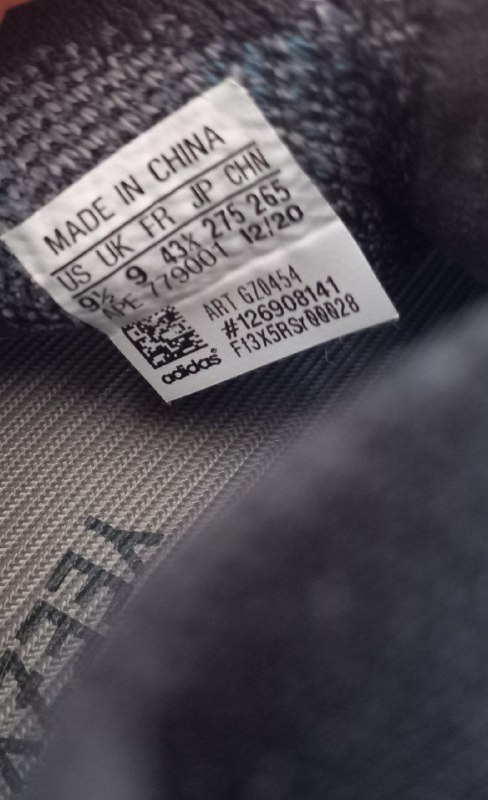 MADE IN CHINA
US UK FR JP CHN
9½ 9 43⅓ 275 265
APE 779001 12/20
ART GZ0454
#126908141
F13X5RSr00028
adidas
YEEZY